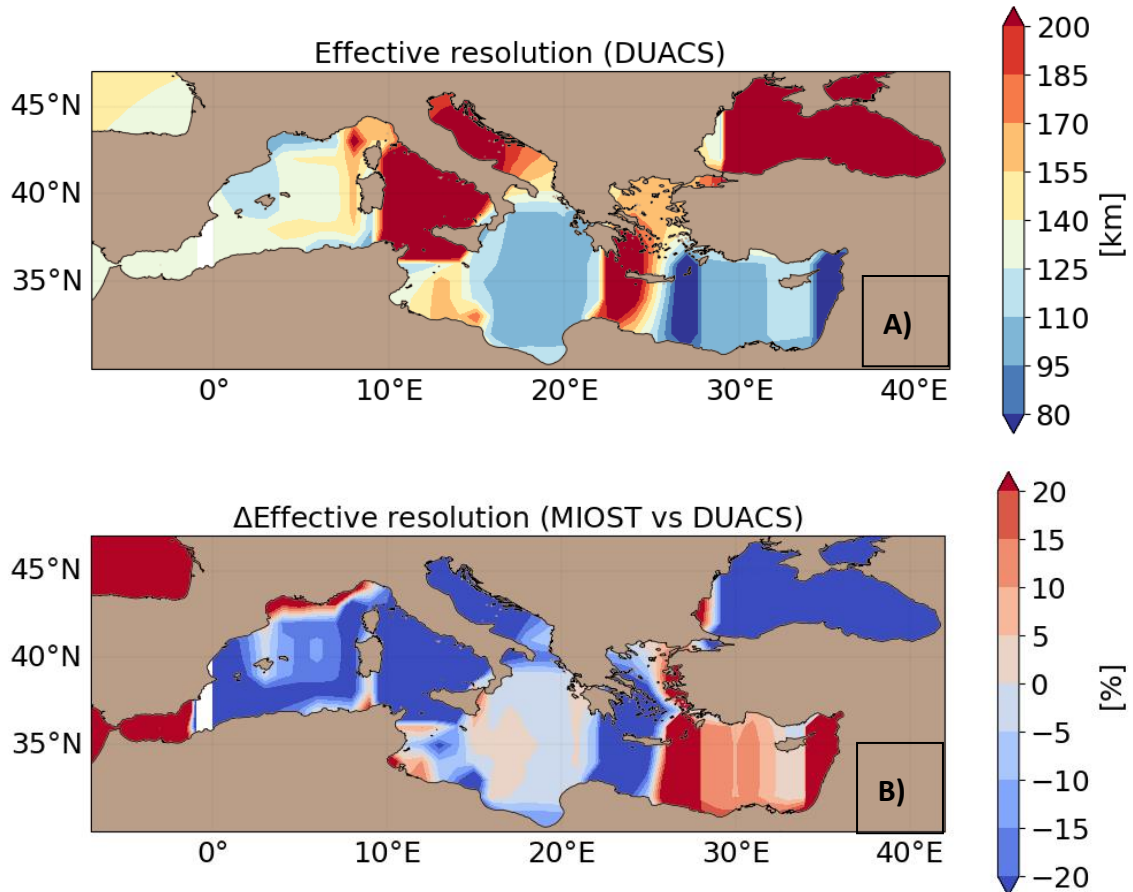 Effective resolution (DUACS)
45°N
40°N
35°N
0°
10°E
20°E
30°E
40°E
A)
200
185
170
155
140
125
110
95
80
[km]
ΔEffective resolution (MIOST vs DUACS)
45°N
40°N
35°N
0°
10°E
20°E
30°E
40°E
B)
20
15
10
5
0
−5
−10
−15
−20
[%]